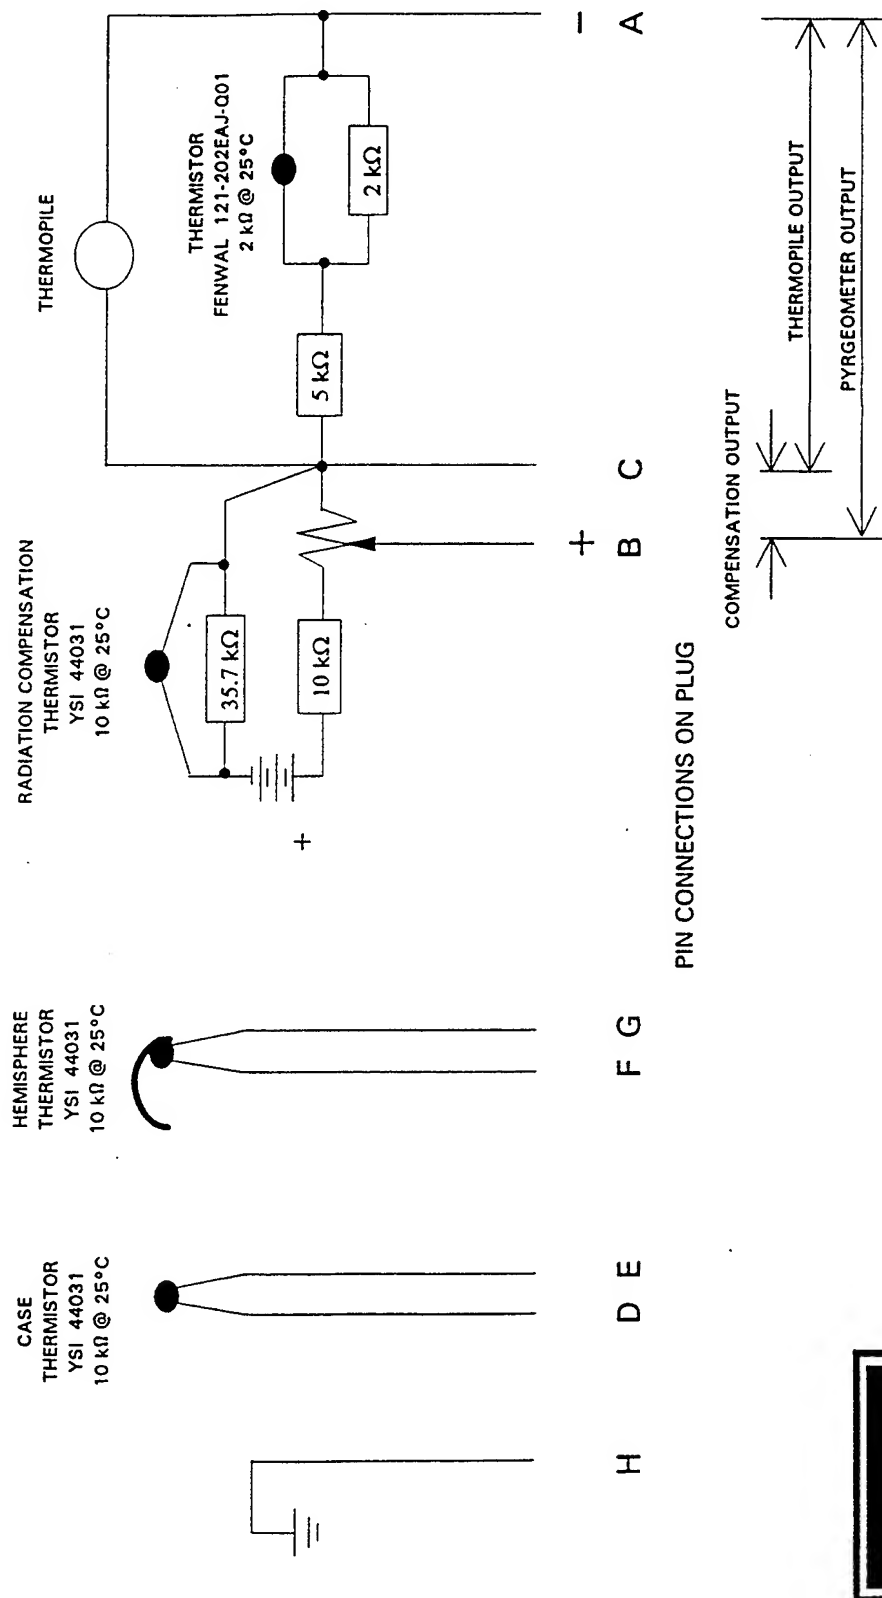 CASE
THERMISTOR
YSI 44031
10 kΩ @ 25°C
HEMISPHERE
THERMISTOR
YSI 44031
10 kΩ @ 25°C
RADIATION COMPENSATION
THERMISTOR
YSI 44031
10 kΩ @ 25°C
THERMOPILE
35.7 kΩ
10 kΩ
+
5 kΩ
THERMISTOR
FENWAL 121-202EAJ-Q01
2 kΩ @ 25°C
2 kΩ
+
−
H
D E
F G
B
C
A
PIN CONNECTIONS ON PLUG
COMPENSATION OUTPUT
THERMOPILE OUTPUT
PYRGEOMETER OUTPUT